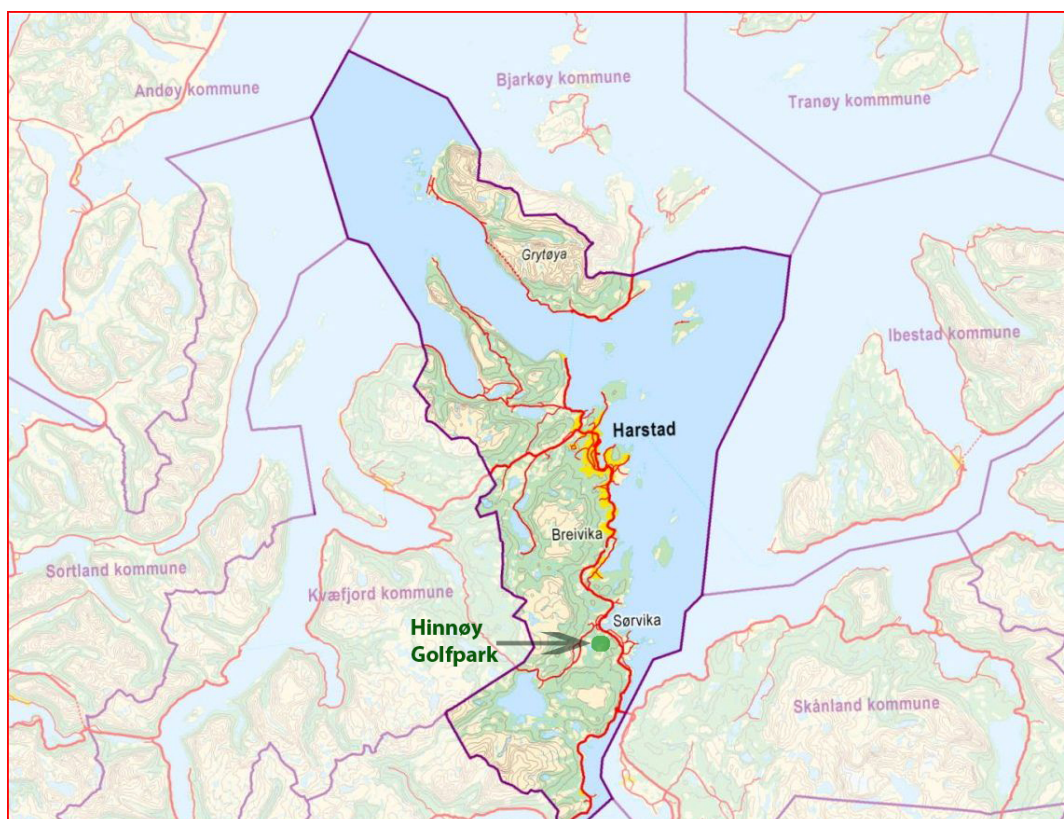 Bjarkøy kommune
Andøy kommune
Tranøy kommmune
Grytøya
Ibestad kommune
Harstad
Breivika
Sortland kommune
Kvæfjord kommune
Sørvika
Hinnøy
Golfpark
Skånland kommune